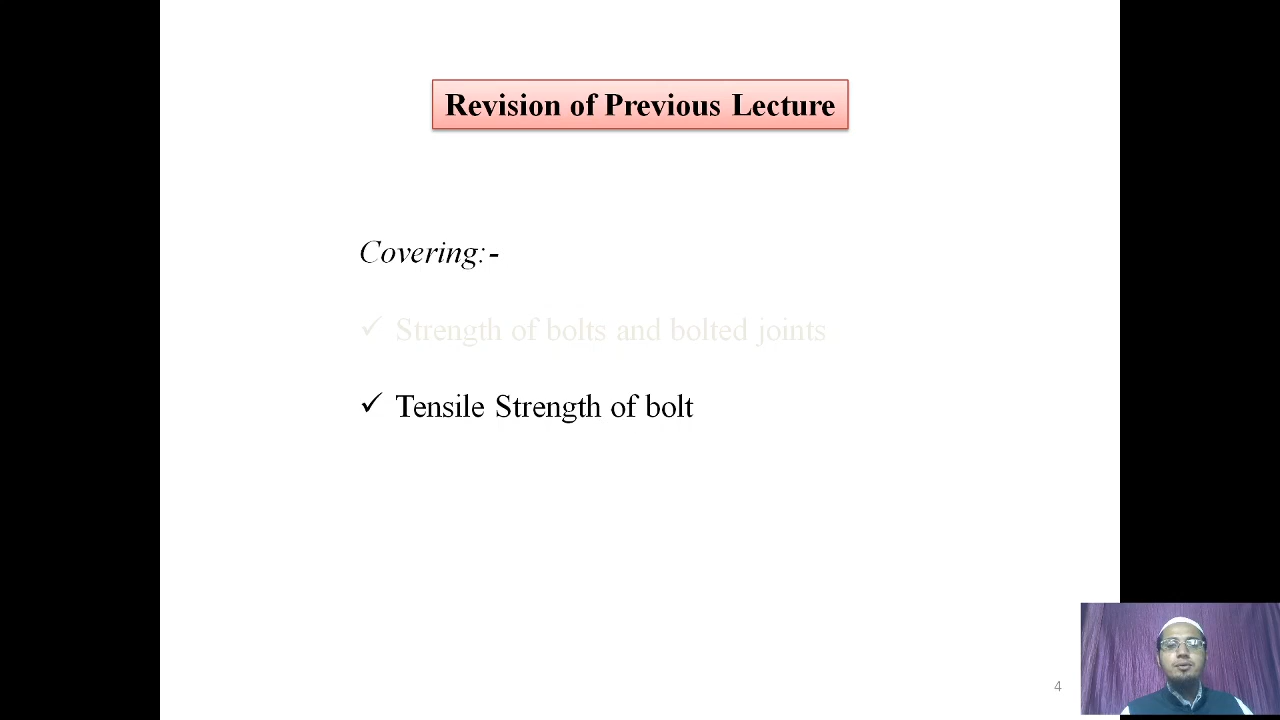 Revision of Previous Lecture
Covering:-
✓ Strength of bolts and bolted joints
✓ Tensile Strength of bolt
4